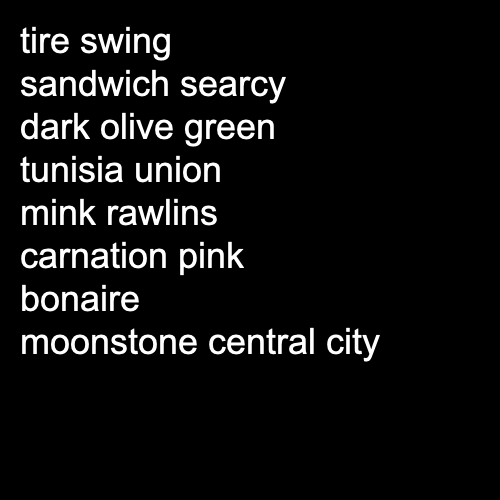 tire swing
sandwich searcy
dark olive green
tunisia union
mink rawlins
carnation pink
bonaire
moonstone central city